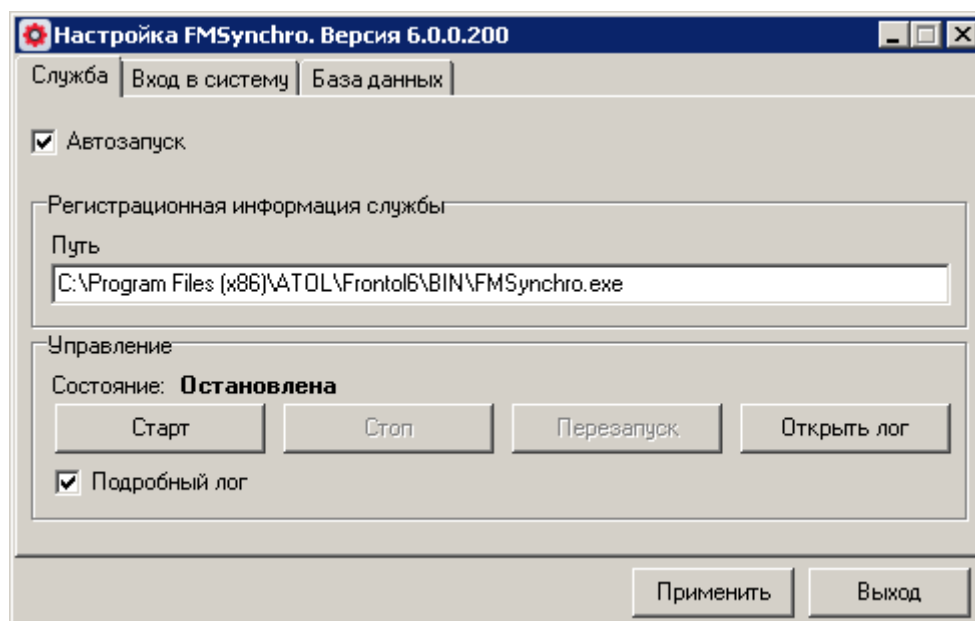 Настройка FMSynchro. Версия 6.0.0.200
Служба Вход в систему База данных
Автозапуск
Регистрационная информация службы
Путь
C:\Program Files (x86)\ATOL\Frontol6\BIN\FMSynchro.exe
Управление
Состояние: Остановлена
Старт Стоп Перезапуск Открыть лог
Подробный лог
Применить Выход